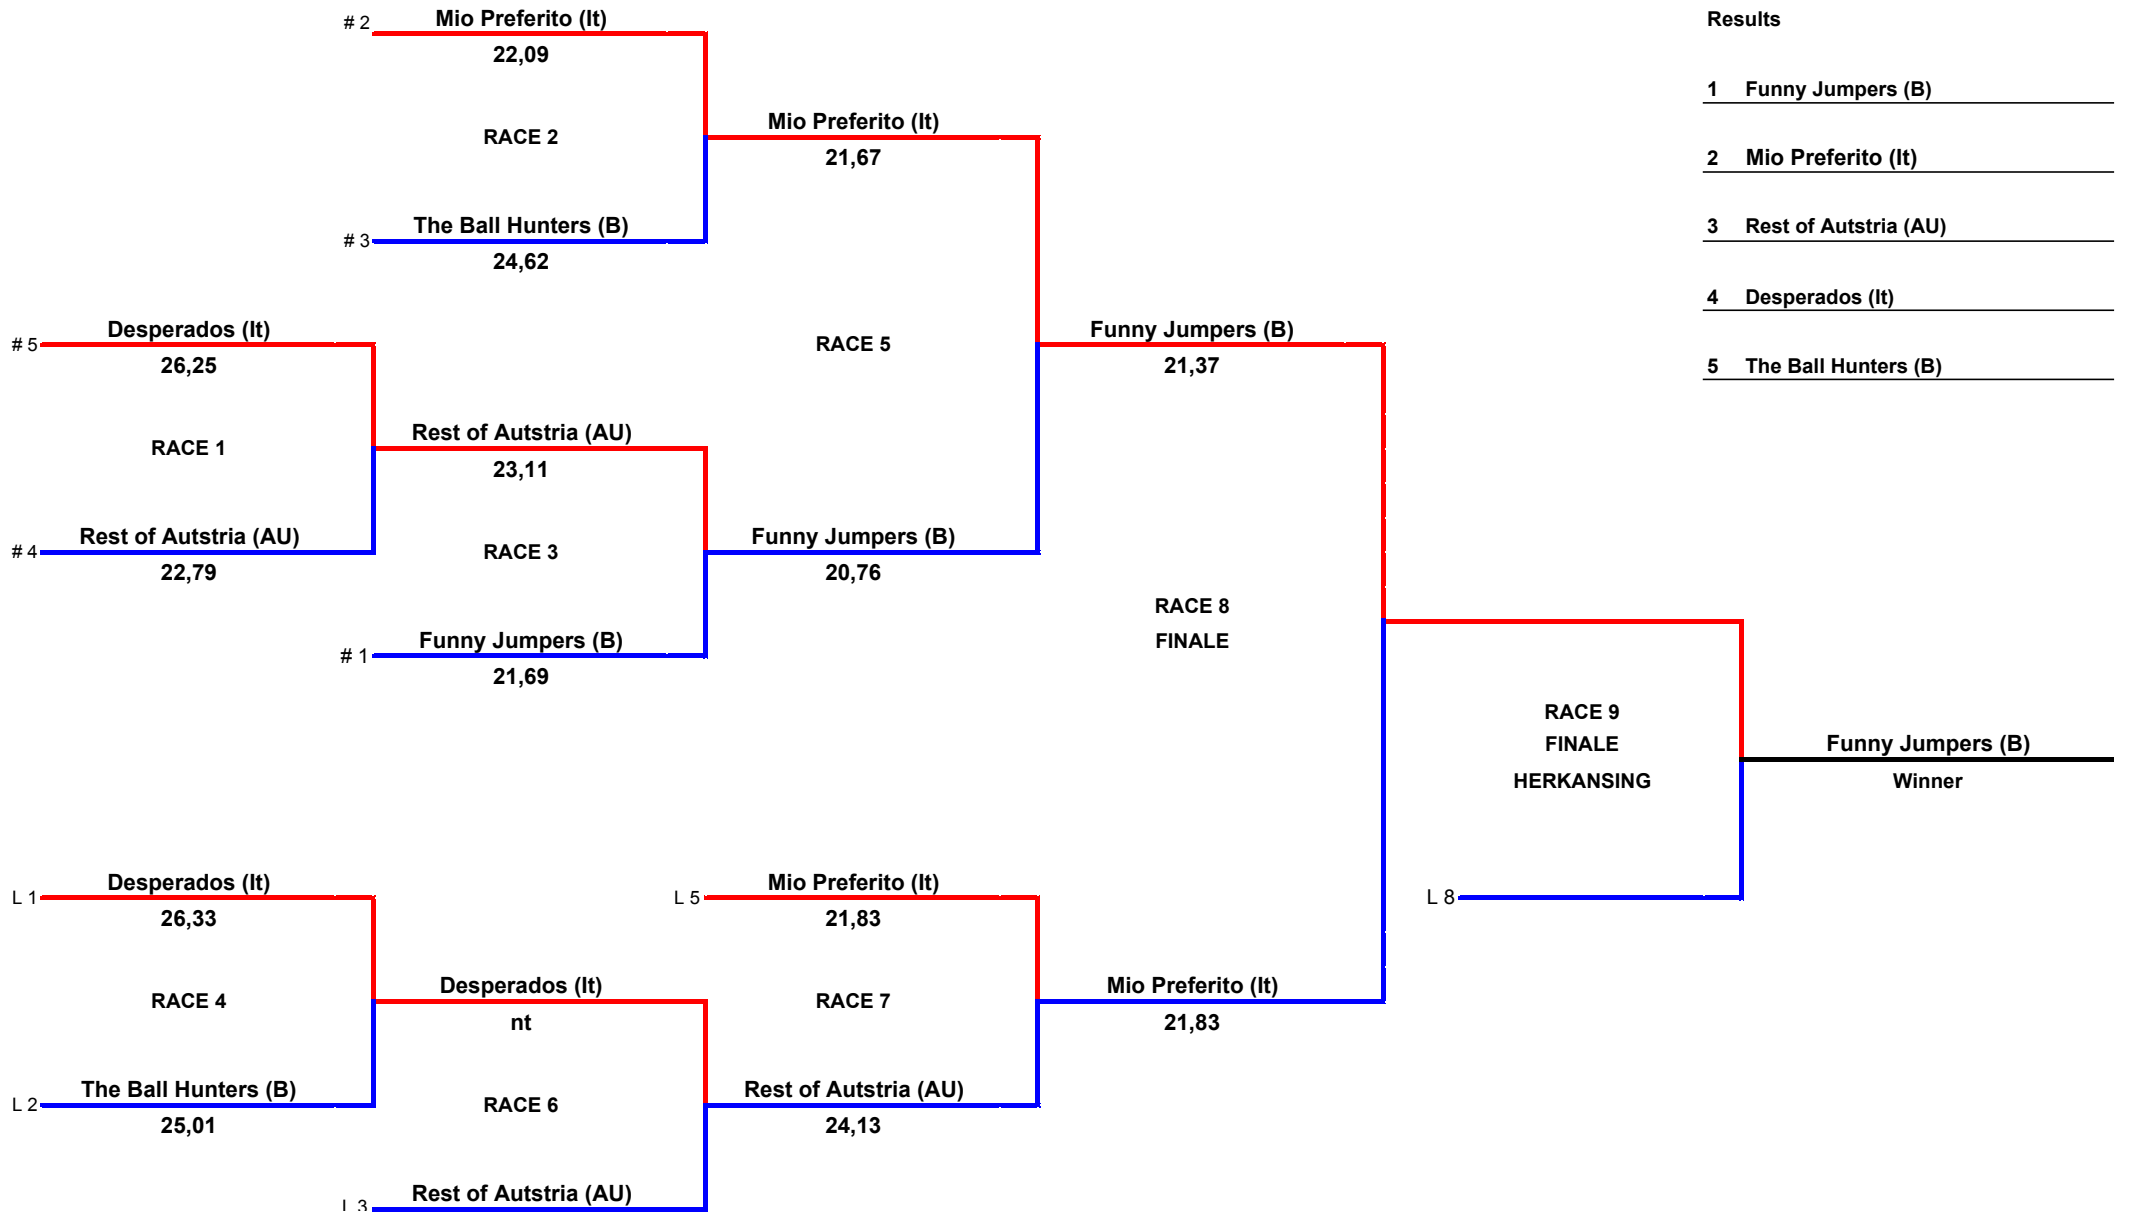 # 2 Mio Preferito (It)
22,09
RACE 2
# 3 The Ball Hunters (B)
24,62
Mio Preferito (It)
21,67
# 5 Desperados (It)
26,25
RACE 1
# 4 Rest of Autstria (AU)
22,79
Rest of Autstria (AU)
23,11
RACE 3
# 1 Funny Jumpers (B)
21,69
RACE 5
Funny Jumpers (B)
20,76
Funny Jumpers (B)
21,37
RACE 8
FINALE
RACE 9
FINALE
HERKANSING
Funny Jumpers (B)
Winner
L 8
L 1 Desperados (It)
26,33
RACE 4
L 2 The Ball Hunters (B)
25,01
Desperados (It)
nt
RACE 6
L 3 Rest of Autstria (AU)
L 5 Mio Preferito (It)
21,83
RACE 7
Rest of Autstria (AU)
24,13
Mio Preferito (It)
21,83
Results
1 Funny Jumpers (B)
2 Mio Preferito (It)
3 Rest of Autstria (AU)
4 Desperados (It)
5 The Ball Hunters (B)